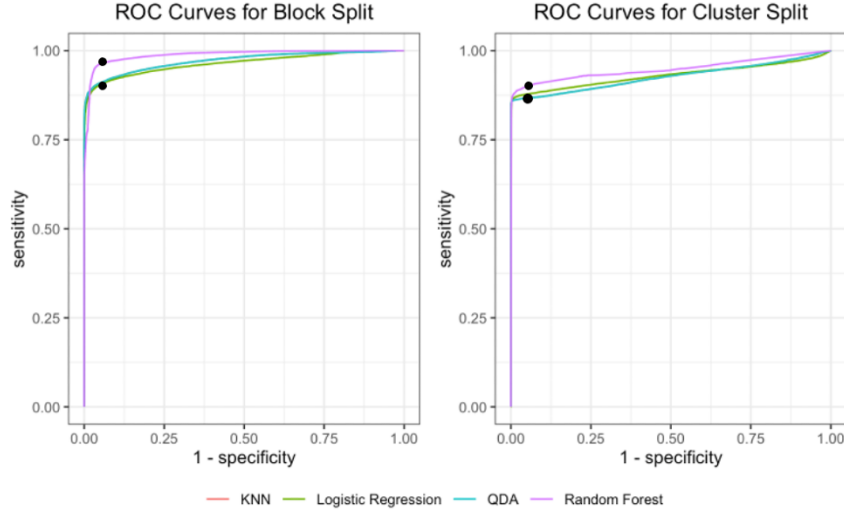 ROC Curves for Block Split
1.00
0.75
0.50
0.25
0.00
sensitivity
0.00 0.25 0.50 0.75 1.00
1 - specificity
ROC Curves for Cluster Split
1.00
0.75
0.50
0.25
0.00
sensitivity
0.00 0.25 0.50 0.75 1.00
1 - specificity
KNN Logistic Regression QDA Random Forest